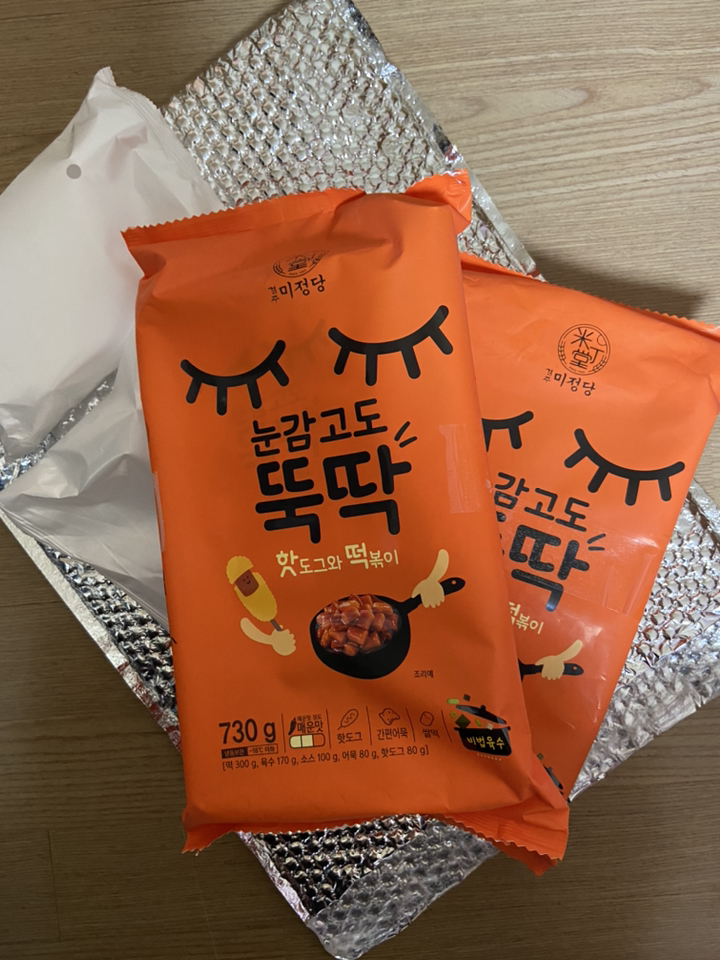 미정당
눈감고도
뚝딱
핫도그와 떡볶이
조리예
730 g
매운맛
핫도그
간편어묵
쌀떡
비법육수
[떡 300 g, 육수 170 g, 소스 100 g, 어묵 80 g, 핫도그 80 g]
米丁堂
미정당
감고도
딱
떡볶이